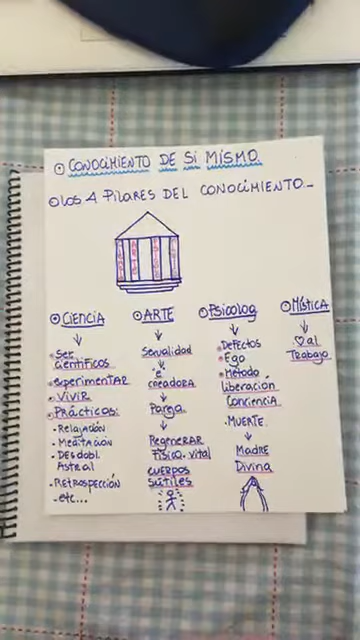 CONOCIMIENTO DE SI MISMO.
LOS 4 PILARES DEL CONOCIMIENTO._
CIENCIA
• Ser
científicos
• experimentar
• VIVIR
• PRÁCTICOS:
- Relajación
- Meditación
- Desdobl.
Astral
- RETROSPECCIÓN
- etc...
ARTE
Sexualidad
e
creadora
Pareja
Regenerar
Físico. vital
cuerpos
sútiles
Psicolog
• DEFECTOS
• Ego
• Método
liberación
Conciencia
• MUERTE.
MADRE
Divina
Mística
♡ al
Trabajo